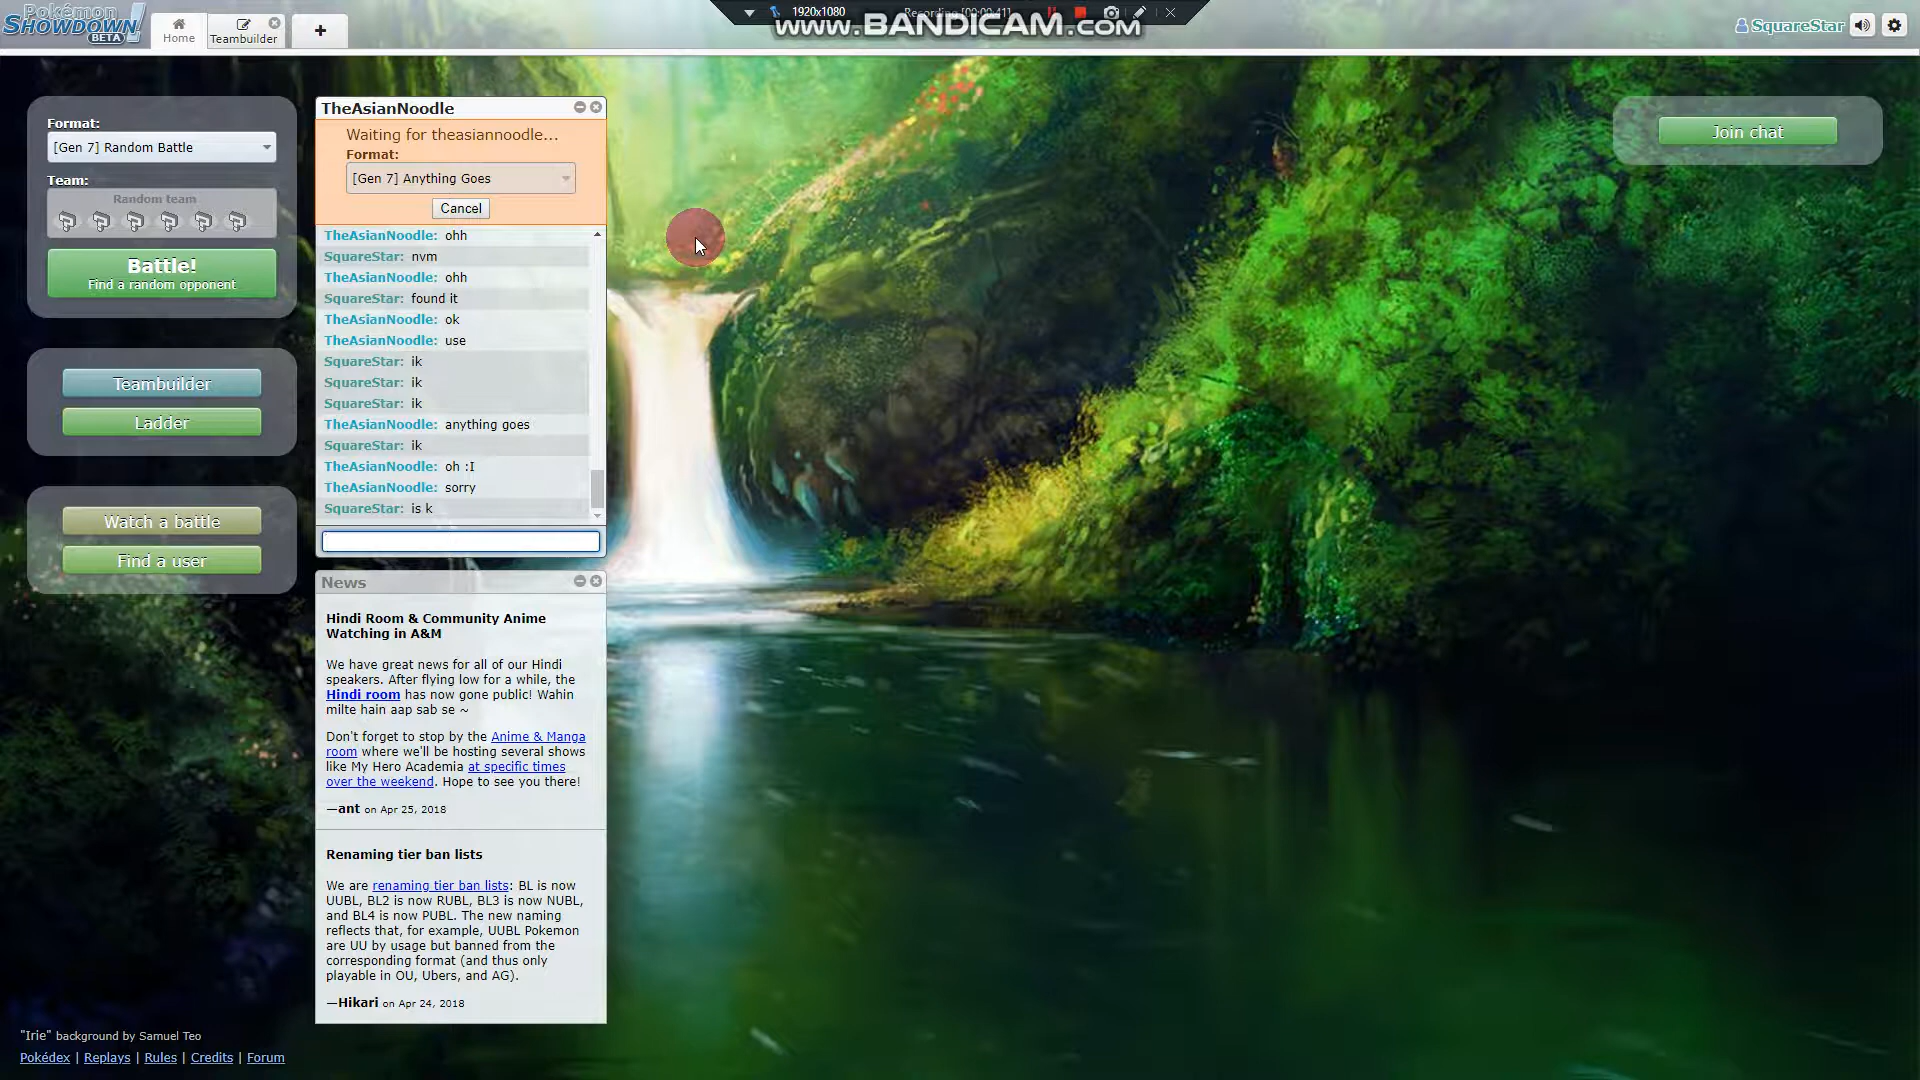 Pokémon
SHOWDOWN!
BETA
Home
Teambuilder
+
1920x1080
Recording [00:00:41]
www.BANDICAM.com
SquareStar
Format:
[Gen 7] Random Battle
Team:
Random team
Battle!
Find a random opponent
Teambuilder
Ladder
Watch a battle
Find a user
TheAsianNoodle
Waiting for theasiannoodle...
Format:
[Gen 7] Anything Goes
Cancel
TheAsianNoodle: ohh
SquareStar: nvm
TheAsianNoodle: ohh
SquareStar: found it
TheAsianNoodle: ok
TheAsianNoodle: use
SquareStar: ik
SquareStar: ik
SquareStar: ik
TheAsianNoodle: anything goes
SquareStar: ik
TheAsianNoodle: oh :I
TheAsianNoodle: sorry
SquareStar: is k
News
Hindi Room & Community Anime
Watching in A&M
We have great news for all of our Hindi
speakers. After flying low for a while, the
Hindi room has now gone public! Wahin
milte hain aap sab se ~
Don't forget to stop by the Anime & Manga
room where we'll be hosting several shows
like My Hero Academia at specific times
over the weekend. Hope to see you there!
—ant on Apr 25, 2018
Renaming tier ban lists
We are renaming tier ban lists: BL is now
UUBL, BL2 is now RUBL, BL3 is now NUBL,
and BL4 is now PUBL. The new naming
reflects that, for example, UUBL Pokemon
are UU by usage but banned from the
corresponding format (and thus only
playable in OU, Ubers, and AG).
—Hikari on Apr 24, 2018
Join chat
"Irie" background by Samuel Teo
Pokédex | Replays | Rules | Credits | Forum